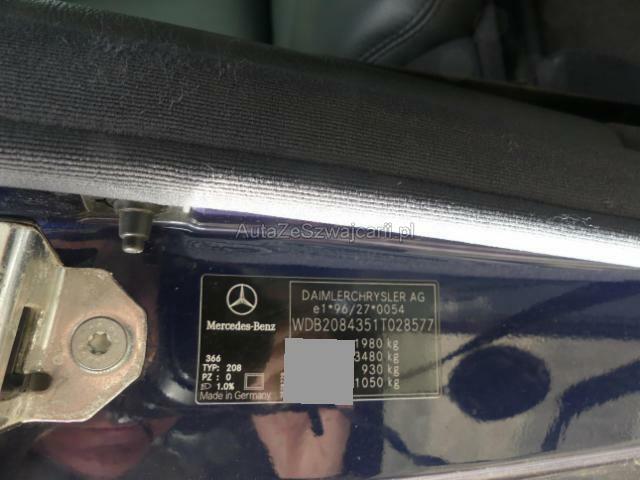 AutaZeSzwajcarii.pl
DAIMLERCHRYSLER AG
e1*96/27*0054
Mercedes-Benz
WDB2084351T028577
1980 kg
366
3480 kg
TYP: 208
930 kg
PZ : 0
1.0%
1050 kg
Made in Germany